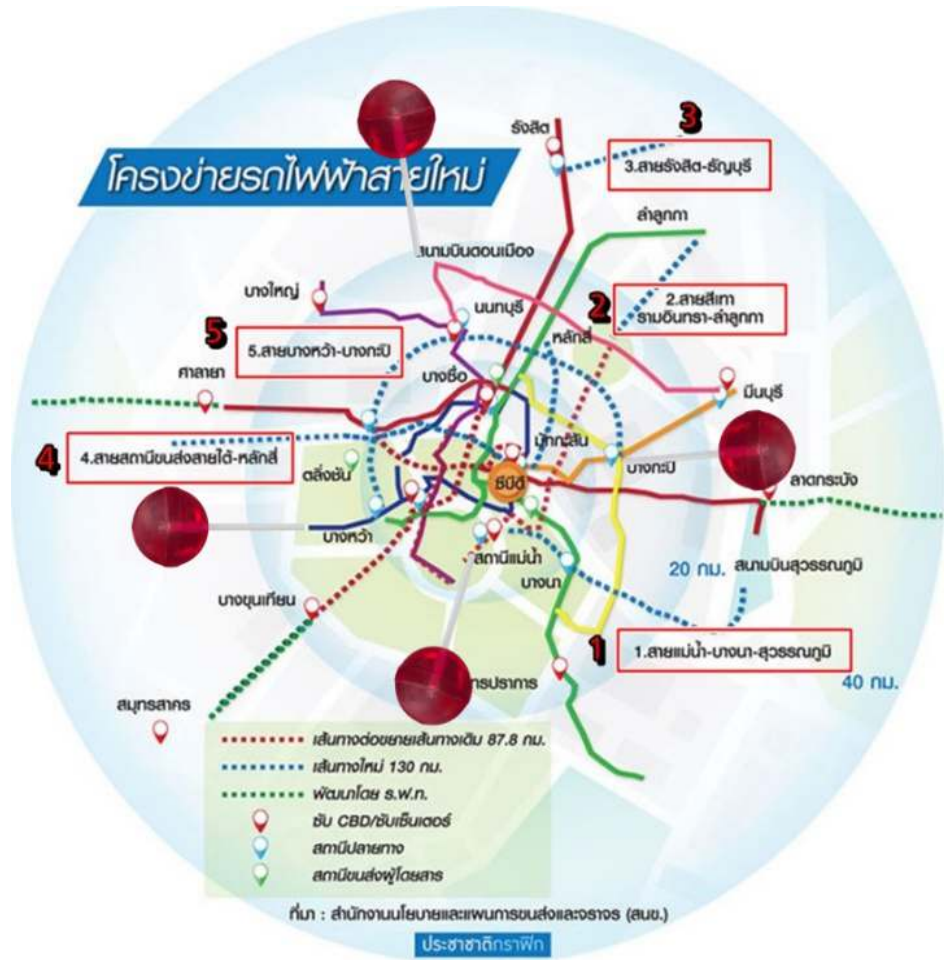 3
รังสิต
3.สายรังสิต-ธัญบุรี
โครงข่ายรถไฟฟ้าสายใหม่
ลำลูกกา
สนามบินดอนเมือง
บางใหญ่
นนทบุรี
2
2.สายสีเทา
รามอินทรา-ลำลูกกา
5
หลักสี่
5.สายบางหว้า-บางกะปิ
ศาลายา
บางซื่อ
มีนบุรี
4
4.สายสถานีขนส่งสายใต้-หลักสี่
มักกะสัน
บางกะปิ
ตลิ่งชัน
ซีบีดี
ลาดกระบัง
บางหว้า
สถานีแม่น้ำ
บางนา
20 กม.
สนามบินสุวรรณภูมิ
บางขุนเทียน
1
1.สายแม่น้ำ-บางนา-สุวรรณภูมิ
ทรปราการ
40 กม.
สมุทรสาคร
เส้นทางต่อขยายเส้นทางเดิม 87.8 กม.
เส้นทางใหม่ 130 กม.
พัฒนาโดย ร.ฟ.ท.
ซับ CBD/ซับเซ็นเตอร์
สถานีปลายทาง
สถานีขนส่งผู้โดยสาร
ที่มา : สำนักงานนโยบายและแผนการขนส่งและจราจร (สนข.)
ประชาชาติกราฟิก